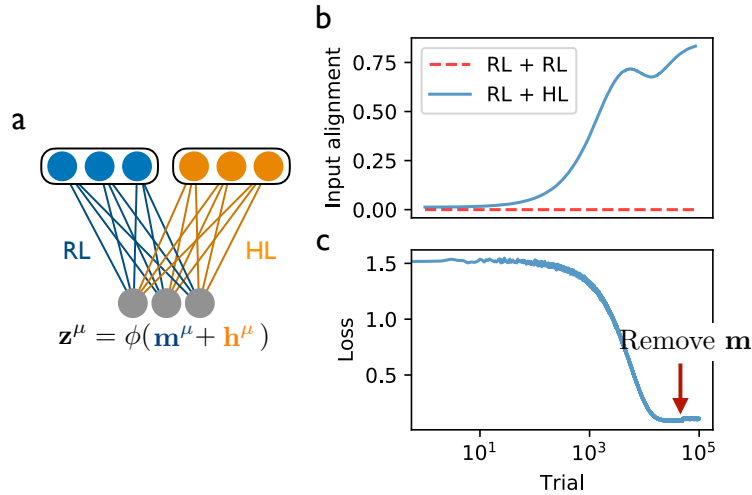 a
RL
HL
z^μ = φ(m^μ + h^μ)
b
Input alignment
0.75
0.50
0.25
0.00
RL + RL
RL + HL
c
Loss
1.5
1.0
0.5
Remove m
10^1
10^3
10^5
Trial